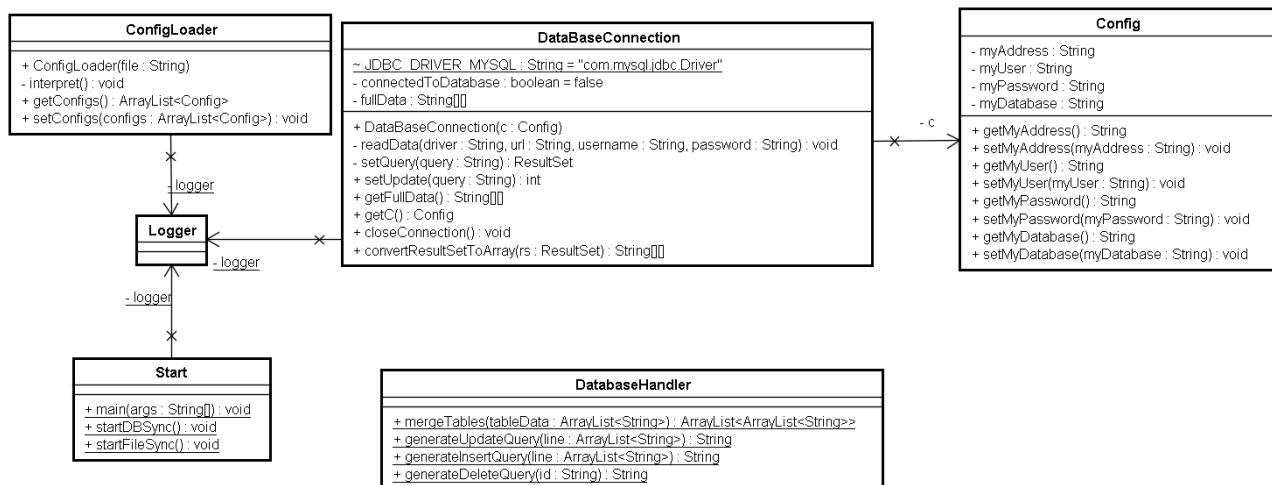 ConfigLoader
+ ConfigLoader(file : String)
- interpret() : void
+ getConfigs() : ArrayList<Config>
+ setConfigs(configs : ArrayList<Config>) : void
- logger
Logger
- logger
- logger
Start
+ main(args : String[]) : void
+ startDBSync() : void
+ startFileSync() : void
DataBaseConnection
~ JDBC_DRIVER_MYSQL : String = "com.mysql.jdbc.Driver"
- connectedToDatabase : boolean = false
- fullData : String[][]
+ DataBaseConnection(c : Config)
- readData(driver : String, url : String, username : String, password : String) : void
- setQuery(query : String) : ResultSet
+ setUpdate(query : String) : int
+ getFullData() : String[][]
+ getC() : Config
+ closeConnection() : void
+ convertResultSetToArray(rs : ResultSet) : String[][]
- c
Config
- myAddress : String
- myUser : String
- myPassword : String
- myDatabase : String
+ getMyAddress() : String
+ setMyAddress(myAddress : String) : void
+ getMyUser() : String
+ setMyUser(myUser : String) : void
+ getMyPassword() : String
+ setMyPassword(myPassword : String) : void
+ getMyDatabase() : String
+ setMyDatabase(myDatabase : String) : void
DatabaseHandler
+ mergeTables(tableData : ArrayList<String>) : ArrayList<ArrayList<String>>
+ generateUpdateQuery(line : ArrayList<String>) : String
+ generateInsertQuery(line : ArrayList<String>) : String
+ generateDeleteQuery(id : String) : String